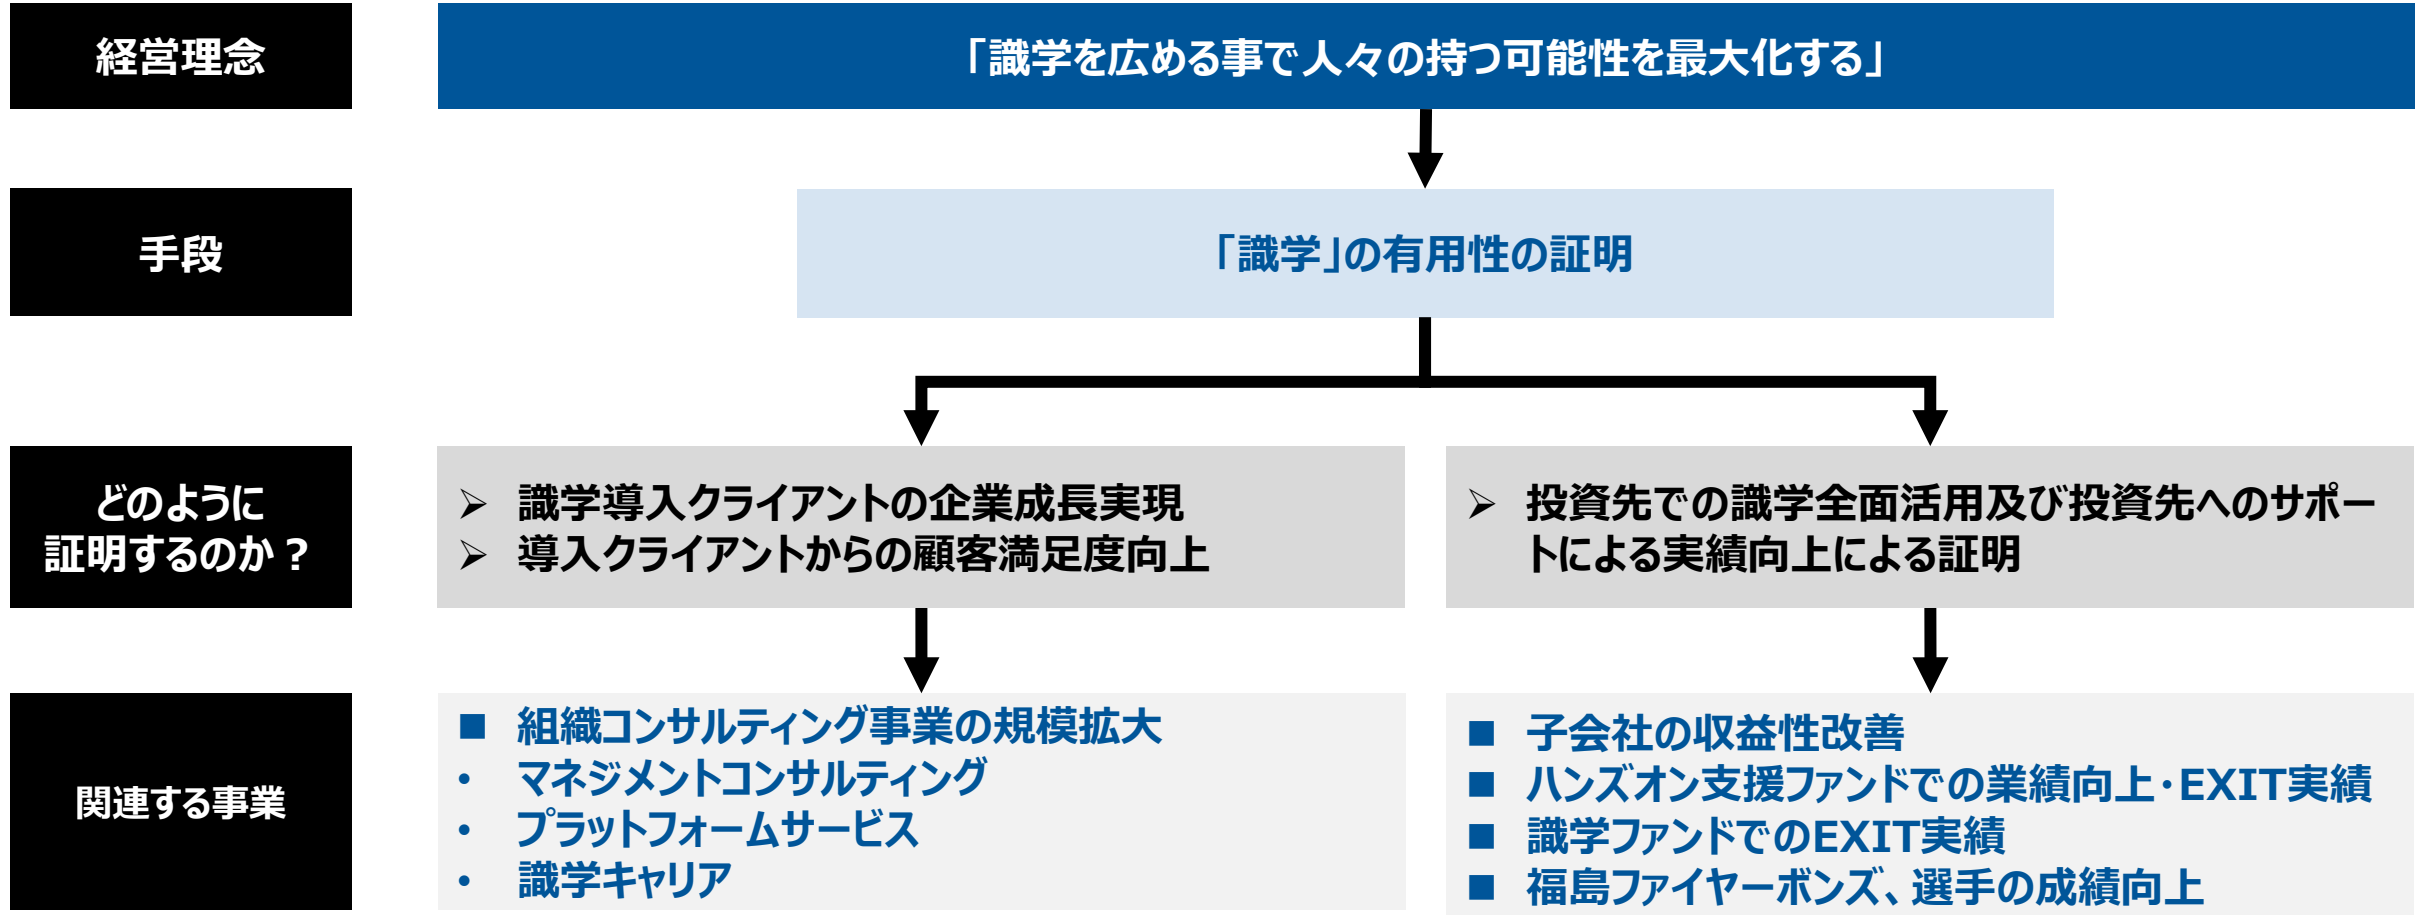 経営理念
「識学を広める事で人々の持つ可能性を最大化する」
手段
「識学」の有用性の証明
どのように
証明するのか？
➢ 識学導入クライアントの企業成長実現
➢ 導入クライアントからの顧客満足度向上
➢ 投資先での識学全面活用及び投資先へのサポー
トによる実績向上による証明
関連する事業
■ 組織コンサルティング事業の規模拡大
• マネジメントコンサルティング
• プラットフォームサービス
• 識学キャリア
■ 子会社の収益性改善
■ ハンズオン支援ファンドでの業績向上・EXIT実績
■ 識学ファンドでのEXIT実績
■ 福島ファイヤーボンズ、選手の成績向上